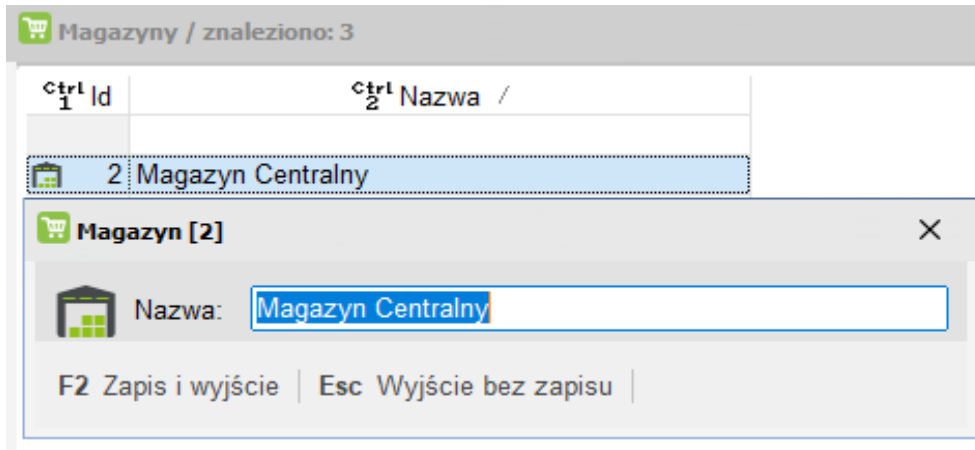 Magazyny / znaleziono: 3
Ctrl 1 Id Ctrl 2 Nazwa /
2 Magazyn Centralny
Magazyn [2]
Nazwa: Magazyn Centralny
F2 Zapis i wyjście | Esc Wyjście bez zapisu |